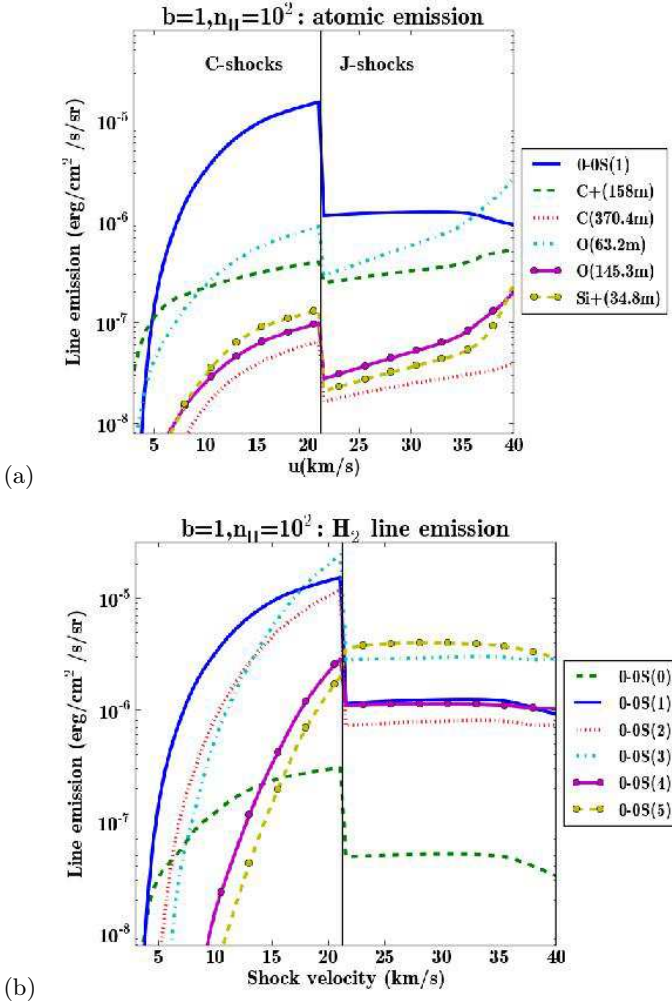 b=1,n_H=10^2: atomic emission
C-shocks
J-shocks
Line emission (erg/cm^2 /s/sr)
10^-5
10^-6
10^-7
10^-8
5 10 15 20 25 30 35 40
u(km/s)
0-0S(1)
C+(158m)
C(370.4m)
O(63.2m)
O(145.3m)
Si+(34.8m)
(a)
b=1,n_H=10^2: H_2 line emission
Line emission (erg/cm^2 /s/sr)
10^-5
10^-6
10^-7
10^-8
5 10 15 20 25 30 35 40
Shock velocity (km/s)
0-0S(0)
0-0S(1)
0-0S(2)
0-0S(3)
0-0S(4)
0-0S(5)
(b)